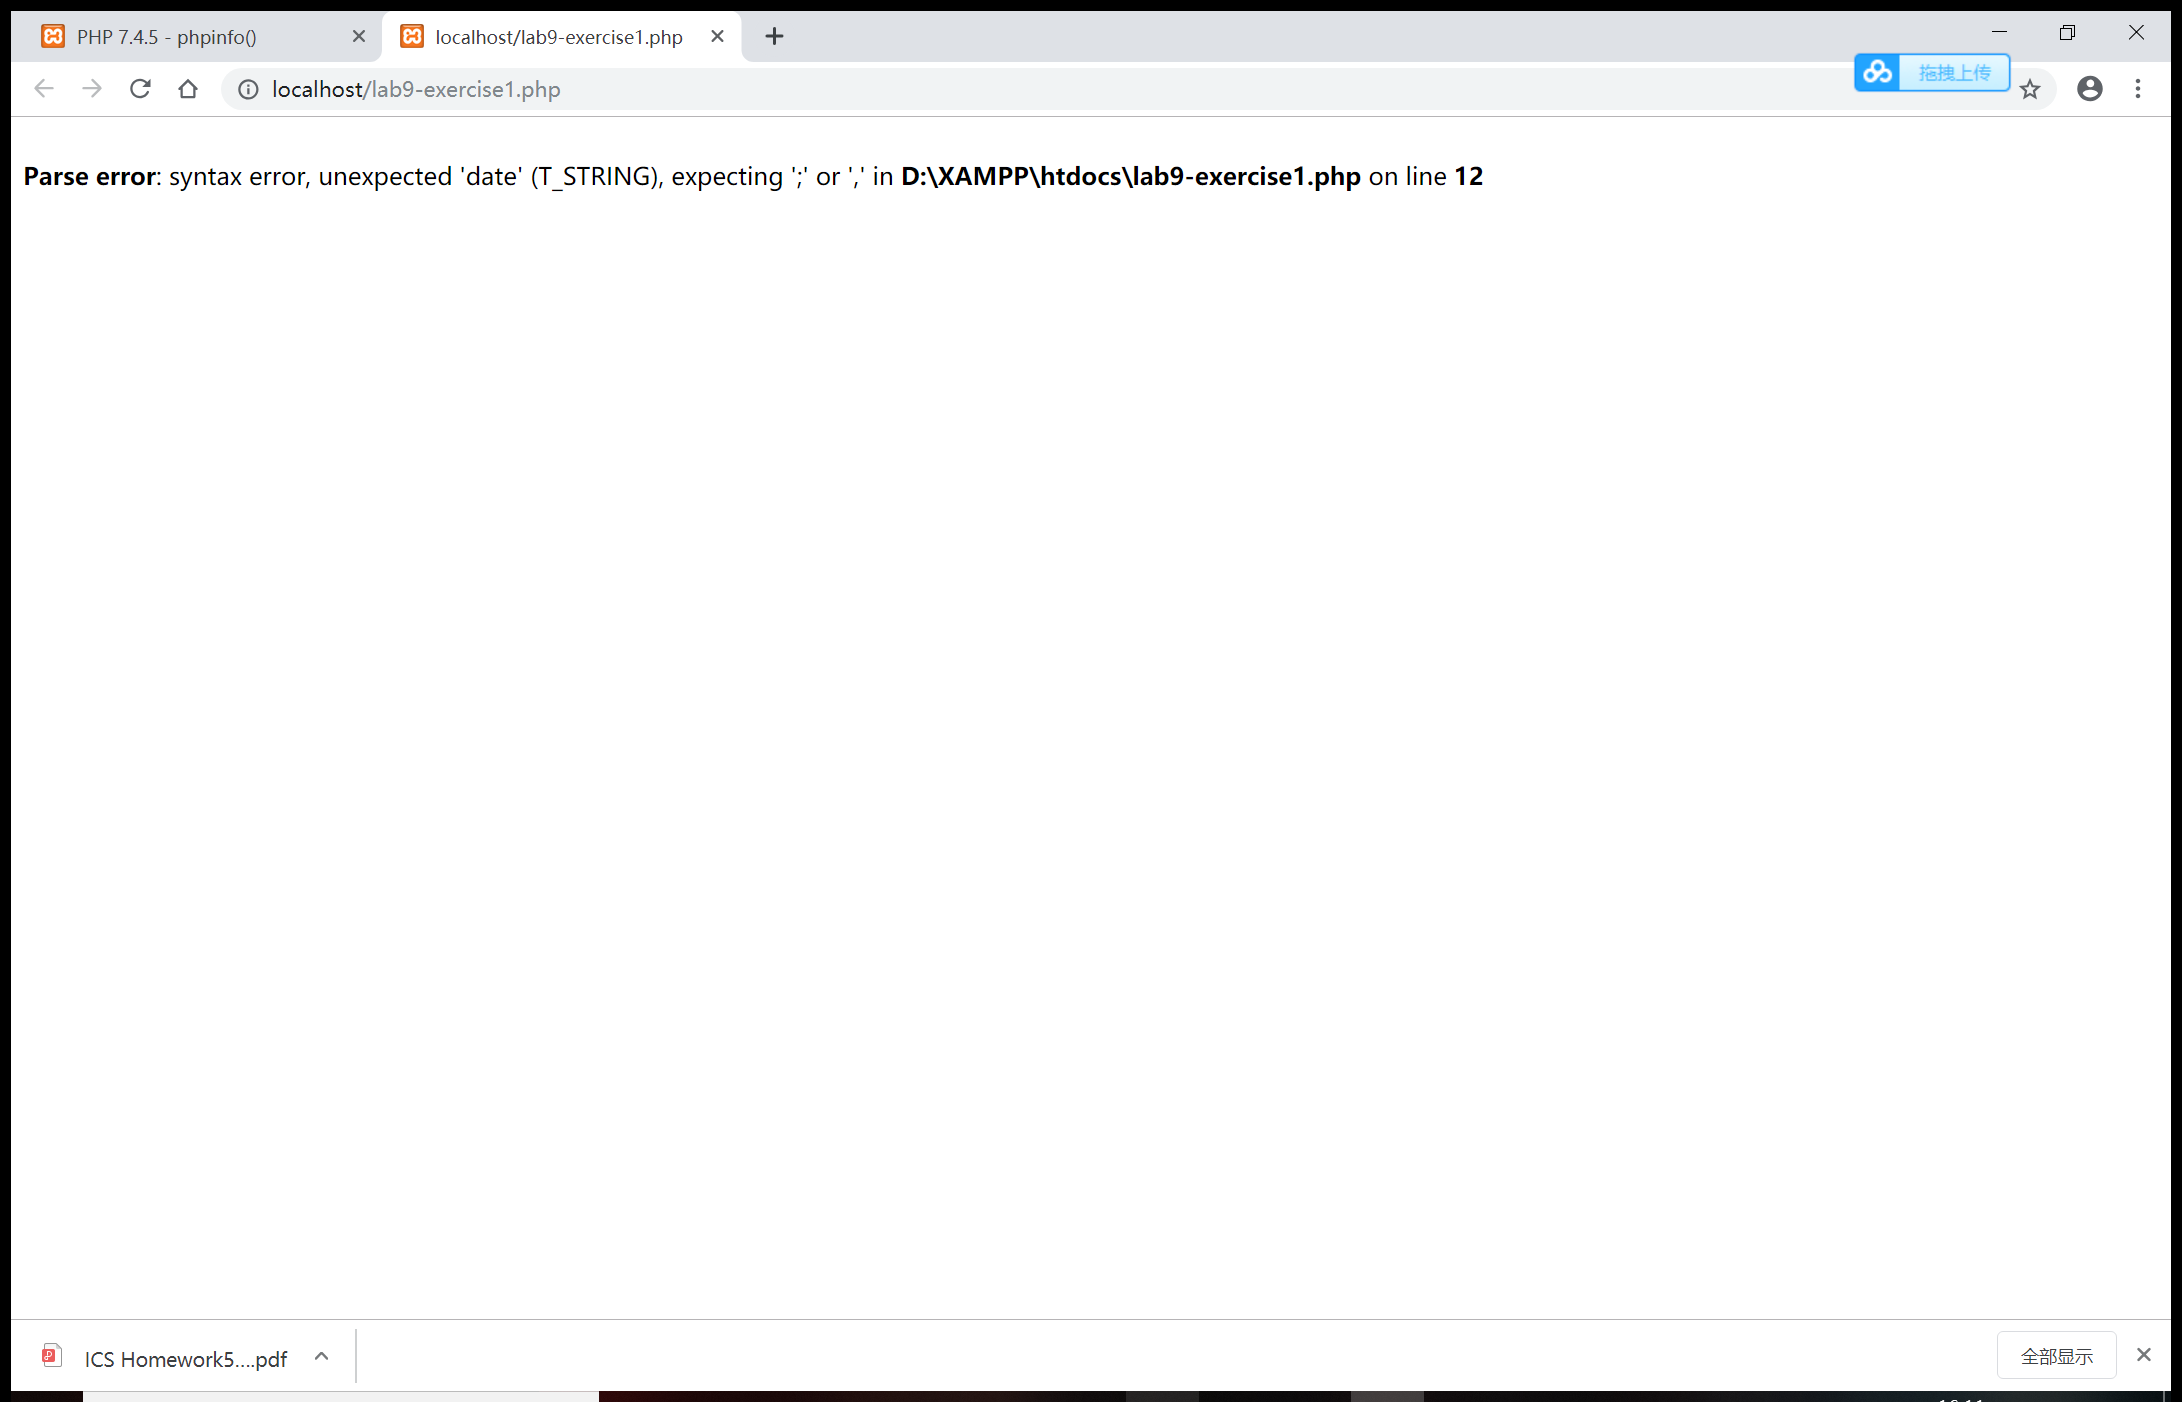 PHP 7.4.5 - phpinfo()
localhost/lab9-exercise1.php
localhost/lab9-exercise1.php
拖拽上传
Parse error: syntax error, unexpected 'date' (T_STRING), expecting ';' or ',' in D:\XAMPP\htdocs\lab9-exercise1.php on line 12
ICS Homework5....pdf
全部显示